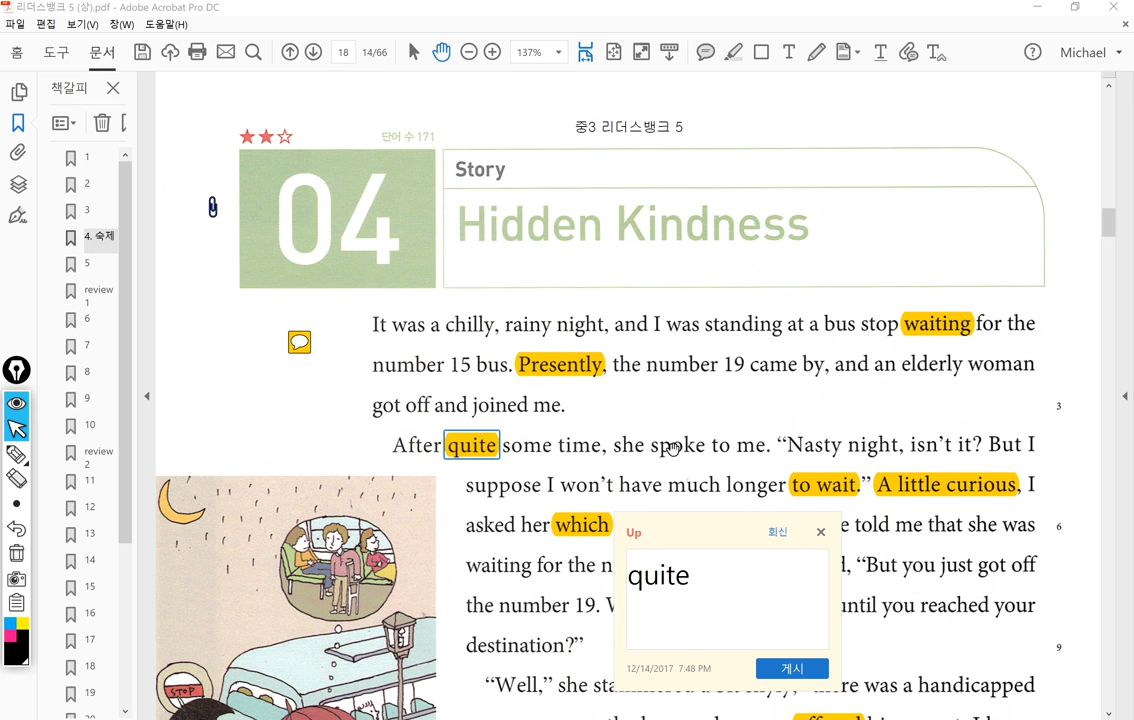 리더스뱅크 5 (상).pdf - Adobe Acrobat Pro DC
파일 편집 보기(V) 창(W) 도움말(H)
홈 도구 문서 18 14/66 137% Michael
책갈피
1
2
3
4. 숙제
5
review 1
6
7
8
9
10
review 2
11
12
13
14
15
16
17
18
19
중3 리더스뱅크 5
단어 수 171
04
Story
Hidden Kindness
It was a chilly, rainy night, and I was standing at a bus stop waiting for the
number 15 bus. Presently, the number 19 came by, and an elderly woman
got off and joined me. 3
After quite some time, she spoke to me. “Nasty night, isn’t it? But I
suppose I won’t have much longer to wait.” A little curious, I
asked her which e told me that she was 6
waiting for the n d, “But you just got off
the number 19. W until you reached your
destination?” 9
“Well,” she sta re was a handicapped
STOP
Up 회신
quite
12/14/2017 7:48 PM 게시